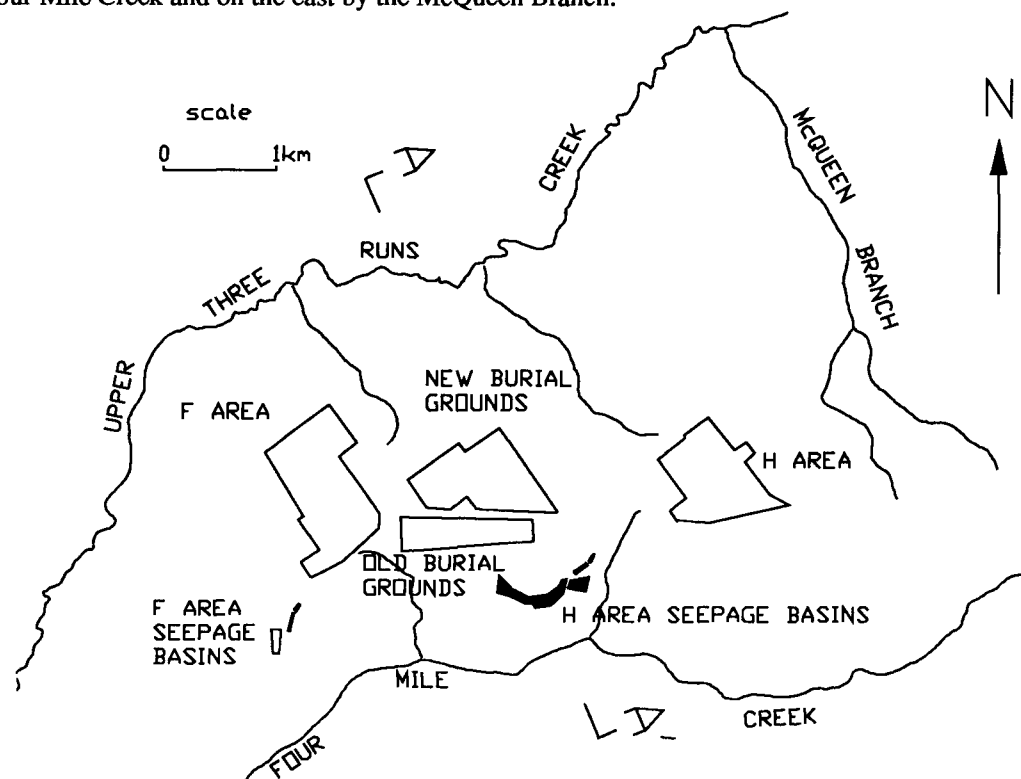 our Mile Creek and on the east by the McQueen Branch.
scale
0 1km
N
McQUEEN
BRANCH
CREEK
RUNS
THREE
UPPER
NEW BURIAL
GROUNDS
F AREA
H AREA
OLD BURIAL
GROUNDS
F AREA
SEEPAGE
BASINS
H AREA SEEPAGE BASINS
MILE
CREEK
FOUR